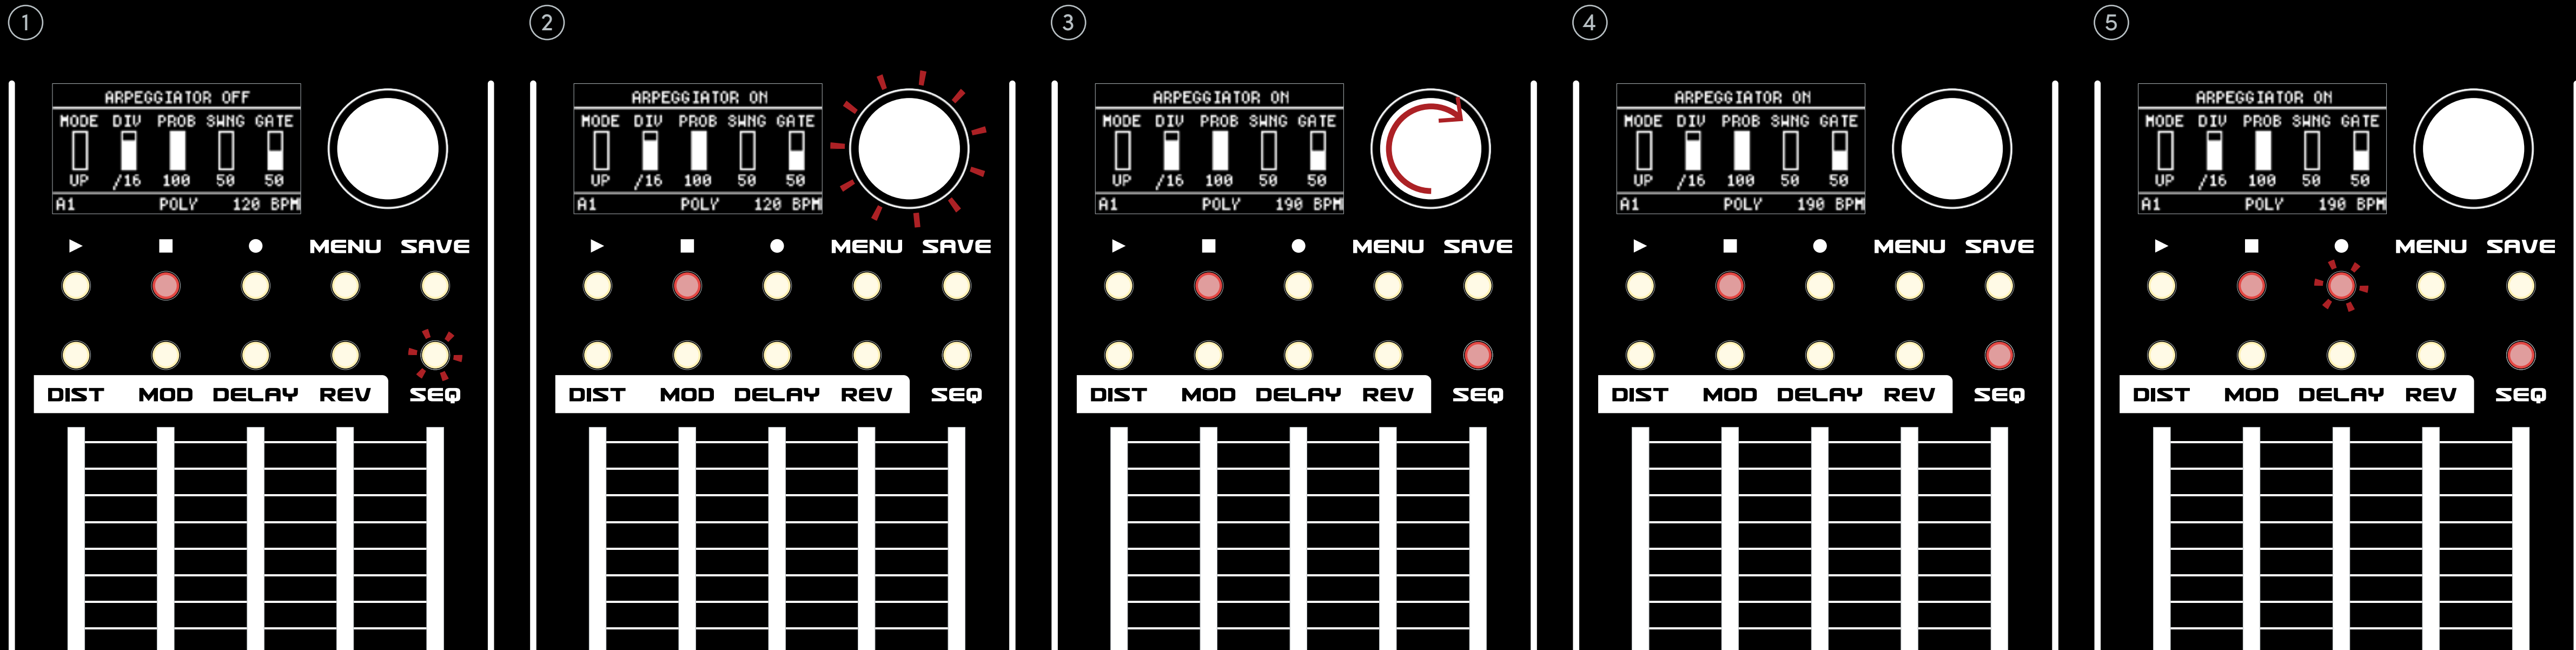 1
ARPEGGIATOR OFF
MODE DIV PROB SWNG GATE
UP /16 100 50 50
A1 POLY 120 BPM
MENU SAVE
DIST MOD DELAY REV SEQ
2
ARPEGGIATOR ON
MODE DIV PROB SWNG GATE
UP /16 100 50 50
A1 POLY 120 BPM
MENU SAVE
DIST MOD DELAY REV SEQ
3
ARPEGGIATOR ON
MODE DIV PROB SWNG GATE
UP /16 100 50 50
A1 POLY 190 BPM
MENU SAVE
DIST MOD DELAY REV SEQ
4
ARPEGGIATOR ON
MODE DIV PROB SWNG GATE
UP /16 100 50 50
A1 POLY 190 BPM
MENU SAVE
DIST MOD DELAY REV SEQ
5
ARPEGGIATOR ON
MODE DIV PROB SWNG GATE
UP /16 100 50 50
A1 POLY 190 BPM
MENU SAVE
DIST MOD DELAY REV SEQ